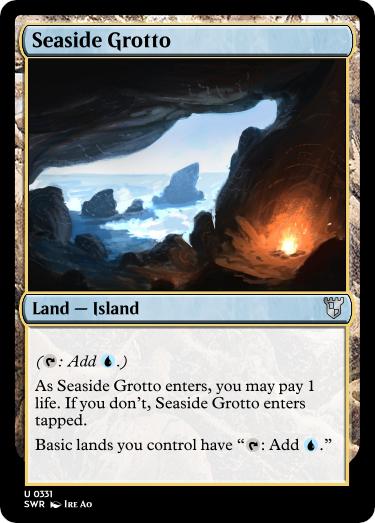 Seaside Grotto
Land — Island
(: Add .)
As Seaside Grotto enters, you may pay 1
life. If you don't, Seaside Grotto enters
tapped.
Basic lands you control have “: Add .”
U 0331
SWR Ire Ao